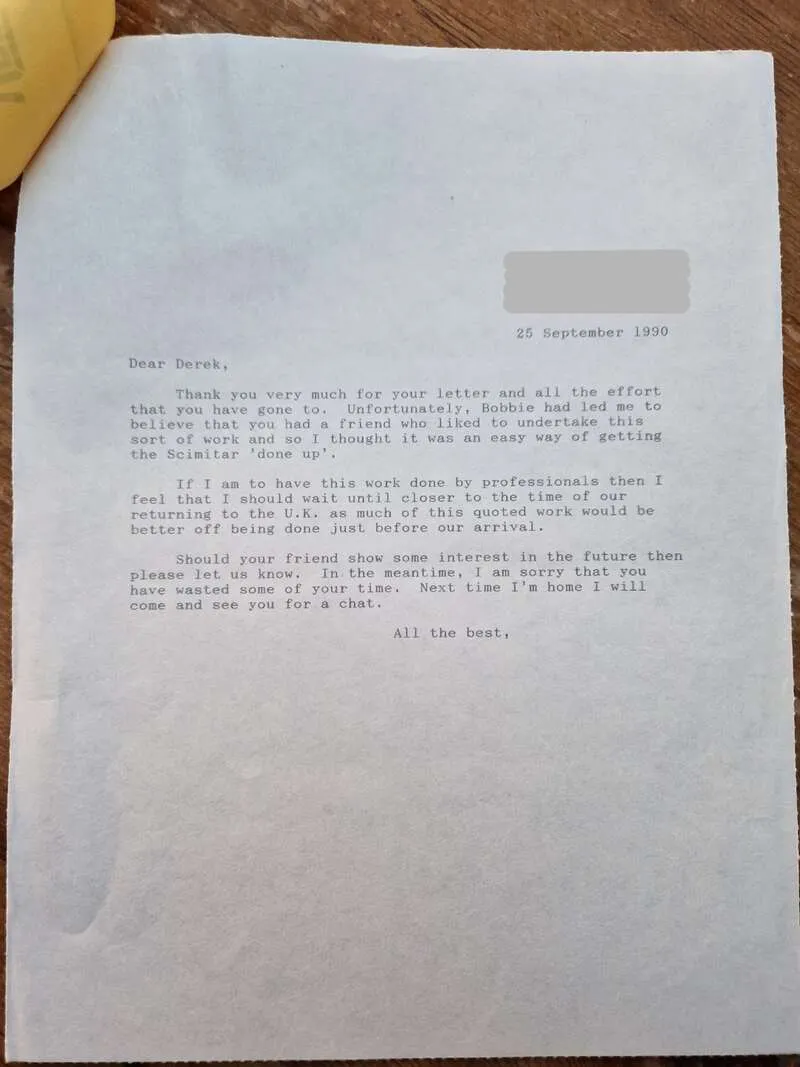 25 September 1990
Dear Derek,
Thank you very much for your letter and all the effort
that you have gone to.  Unfortunately, Bobbie had led me to
believe that you had a friend who liked to undertake this
sort of work and so I thought it was an easy way of getting
the Scimitar 'done up'.
If I am to have this work done by professionals then I
feel that I should wait until closer to the time of our
returning to the U.K. as much of this quoted work would be
better off being done just before our arrival.
Should your friend show some interest in the future then
please let us know.  In the meantime, I am sorry that you
have wasted some of your time.  Next time I'm home I will
come and see you for a chat.
All the best,